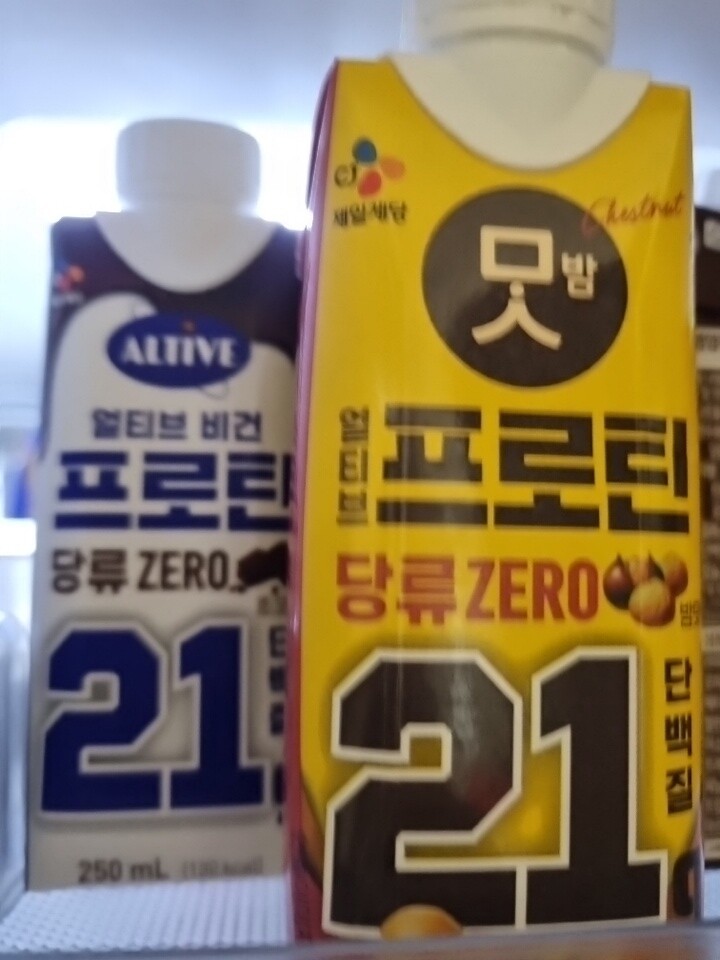 ALTIVE
얼티브 비건
프로틴
당류 ZERO
21
250 mL
CJ
제일제당
Chestnut
맛밤
얼티브
프로틴
당류 ZERO
21
단백질